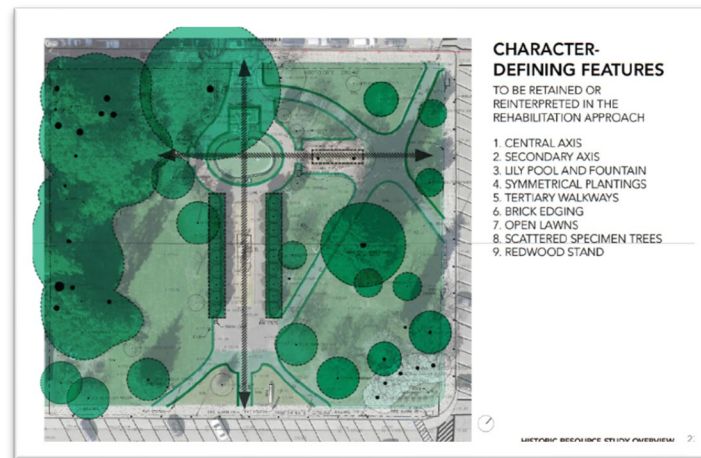 CHARACTER-
DEFINING FEATURES
TO BE RETAINED OR
REINTERPRETED IN THE
REHABILITATION APPROACH
1. CENTRAL AXIS
2. SECONDARY AXIS
3. LILY POOL AND FOUNTAIN
4. SYMMETRICAL PLANTINGS
5. TERTIARY WALKWAYS
6. BRICK EDGING
7. OPEN LAWNS
8. SCATTERED SPECIMEN TREES
9. REDWOOD STAND
HISTORIC RESOURCE STUDY OVERVIEW